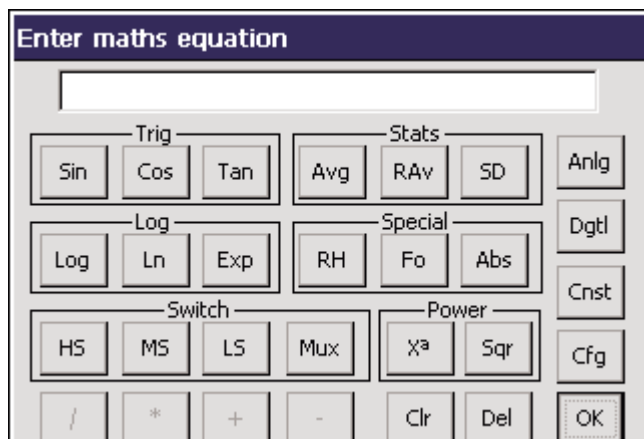 Enter maths equation
Trig Stats
Sin Cos Tan Avg RAv SD Anlg
Log Special Dgtl
Log Ln Exp RH Fo Abs
Cnst
Switch Power
HS MS LS Mux Xª Sqr Cfg
/ * + - Clr Del OK